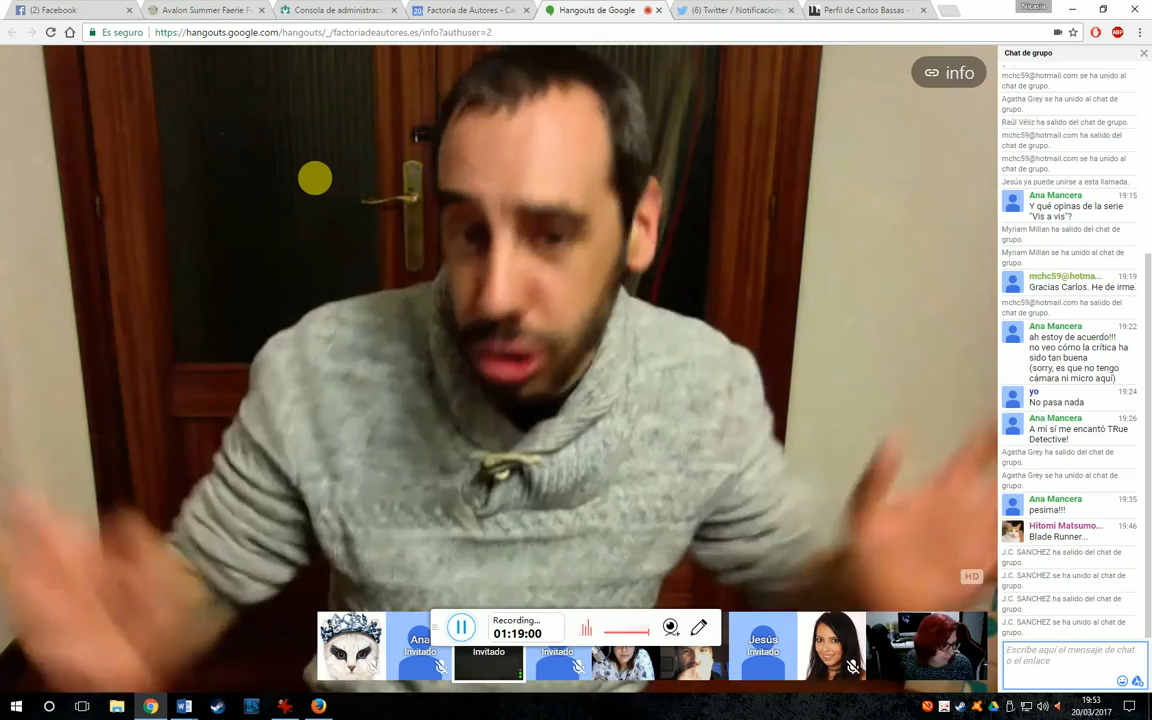 (2) Facebook
Avalon Summer Faerie F
Consola de administraci
Factoría de Autores - Ca
Hangouts de Google
(6) Twitter / Notificacion
Perfil de Carlos Bassas -
Nicasia
Es seguro
https://hangouts.google.com/hangouts/_/factoriadeautores.es/info?authuser=2
info
Chat de grupo
mchc59@hotmail.com se ha unido al
chat de grupo.
Agatha Grey se ha unido al chat de
grupo.
Raúl Véliz ha salido del chat de grupo.
mchc59@hotmail.com ha salido
del chat de grupo.
mchc59@hotmail.com se ha unido al
chat de grupo.
Jesús ya puede unirse a esta llamada.
Ana Mancera 19:15
Y qué opinas de la serie
"Vis a vis"?
Myriam Millan ha salido del chat de
grupo.
Myriam Millan se ha unido al chat de
grupo.
mchc59@hotma... 19:19
Gracias Carlos. He de irme.
mchc59@hotmail.com ha salido del
chat de grupo.
Ana Mancera 19:22
ah estoy de acuerdo!!!
no veo cómo la crítica ha
sido tan buena
(sorry, es que no tengo
cámara ni micro aquí)
yo 19:24
No pasa nada
Ana Mancera 19:26
A mí sí me encantó TRue
Detective!
Agatha Grey ha salido del chat de
grupo.
Agatha Grey se ha unido al chat de
grupo.
Ana Mancera 19:35
pesima!!!
Hitomi Matsumo... 19:46
Blade Runner...
J.C. SANCHEZ ha salido del chat de
grupo.
J.C. SANCHEZ se ha unido al chat de
grupo.
J.C. SANCHEZ ha salido del chat de
grupo.
J.C. SANCHEZ se ha unido al chat de
grupo.
Escribe aquí el mensaje de chat
o el enlace
HD
Recording...
01:19:00
Ana
Invitado
Invitado
Invitado
Jesús
Invitado
19:53
20/03/2017